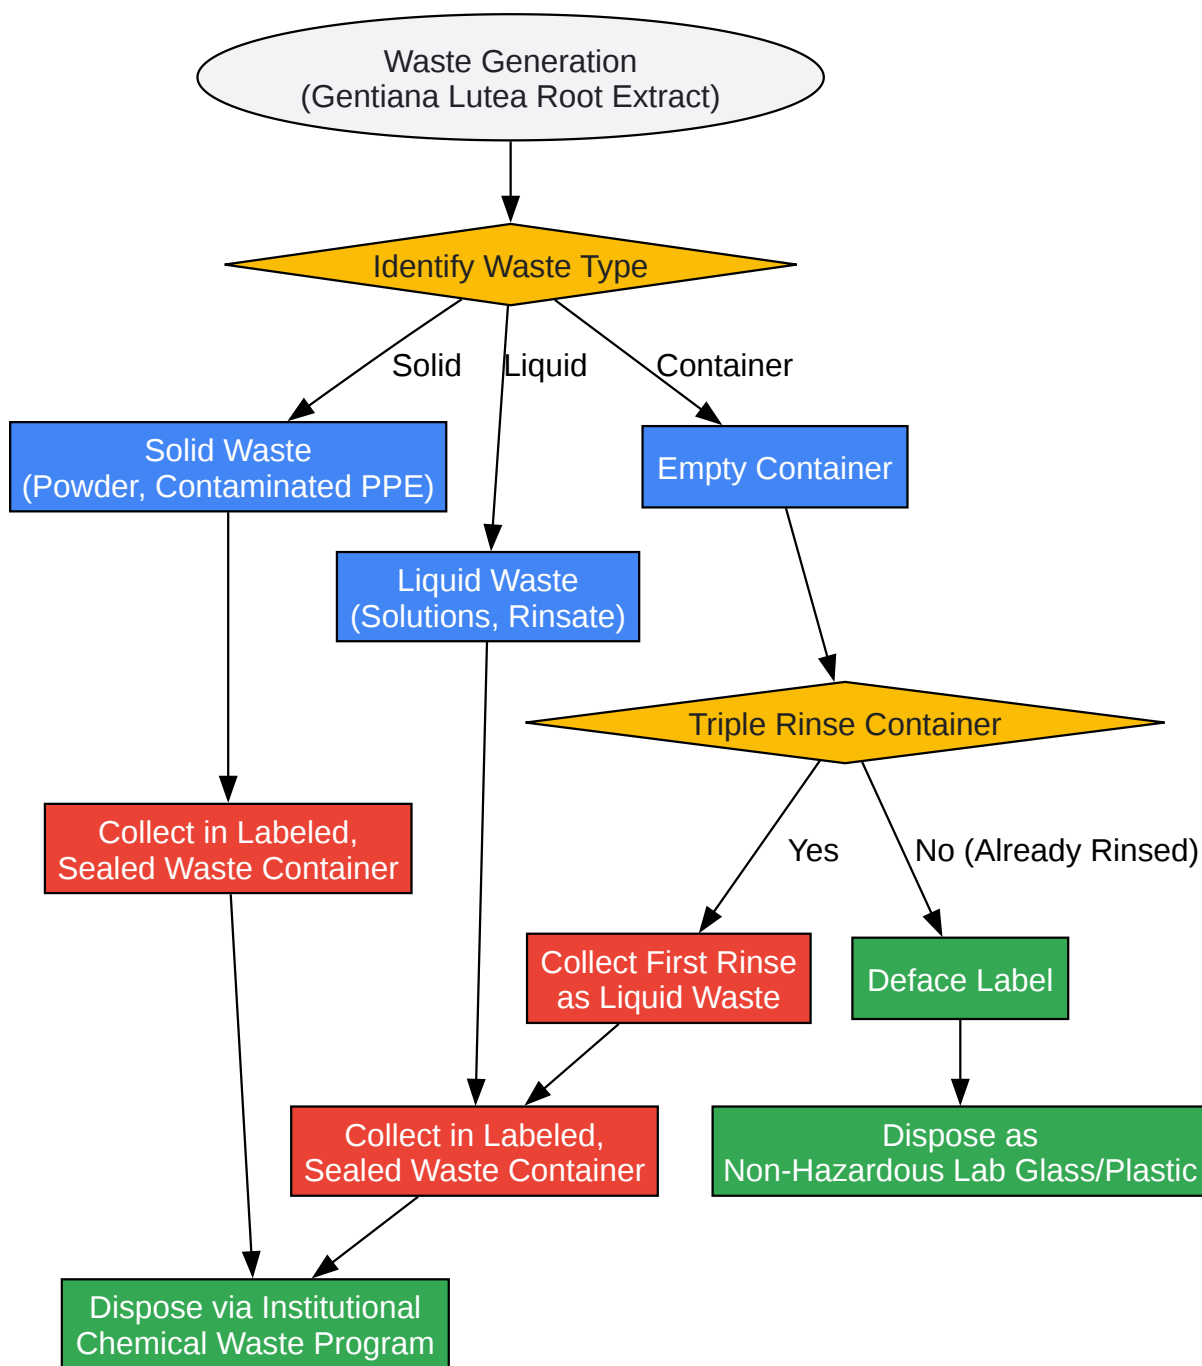 Waste Generation
(Gentiana Lutea Root Extract)
Identify Waste Type
Solid
Liquid
Container
Solid Waste
(Powder, Contaminated PPE)
Empty Container
Liquid Waste
(Solutions, Rinsate)
Triple Rinse Container
Collect in Labeled,
Sealed Waste Container
Yes
No (Already Rinsed)
Collect First Rinse
as Liquid Waste
Deface Label
Collect in Labeled,
Sealed Waste Container
Dispose as
Non-Hazardous Lab Glass/Plastic
Dispose via Institutional
Chemical Waste Program